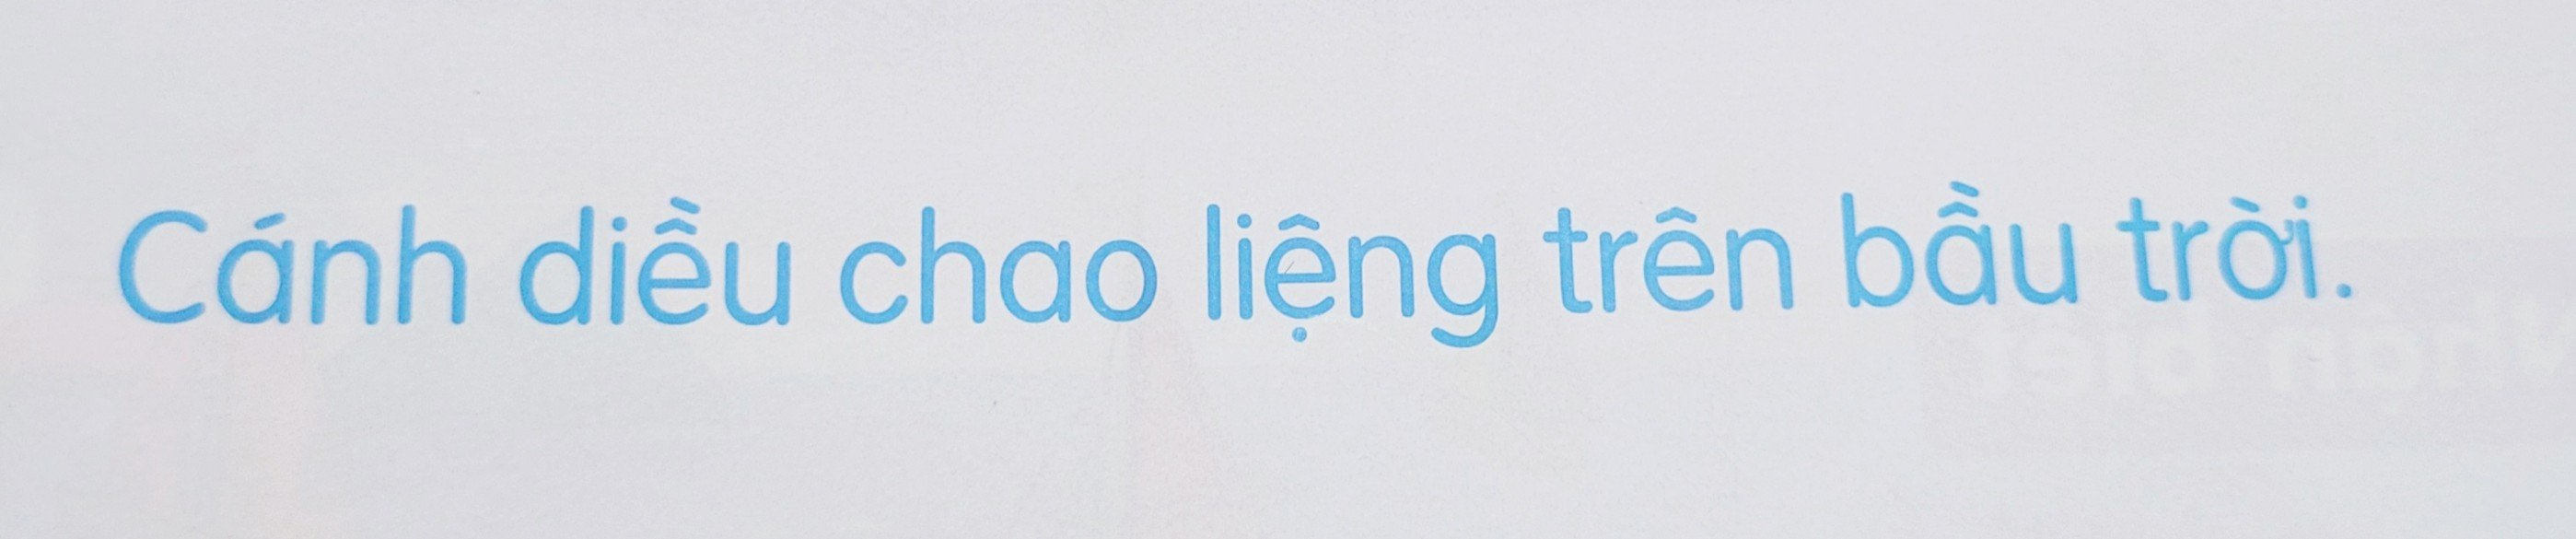 Cánh diều chao liệng trên bầu trời.